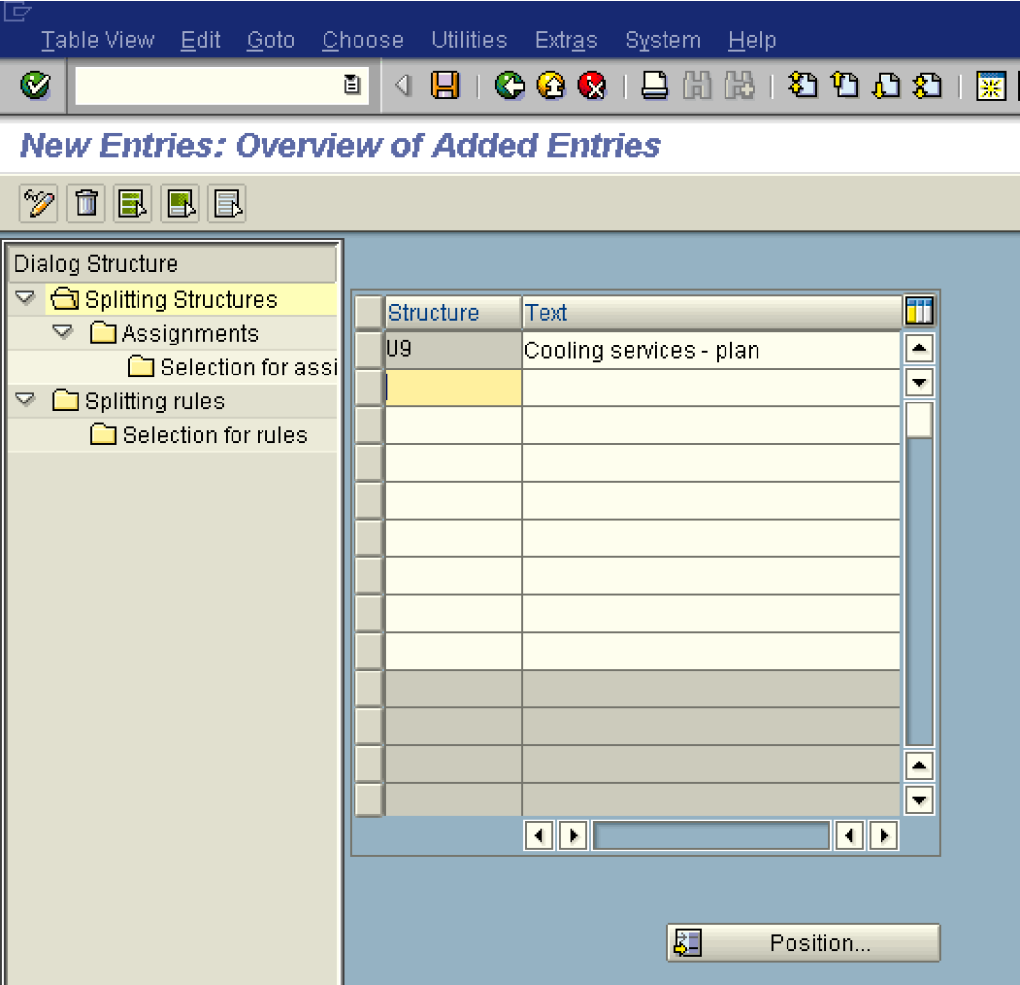 Table View Edit Goto Choose Utilities Extras System Help
New Entries: Overview of Added Entries
Dialog Structure
Splitting Structures
Assignments
Selection for assi
Splitting rules
Selection for rules
Structure Text
U9 Cooling services - plan
Position...